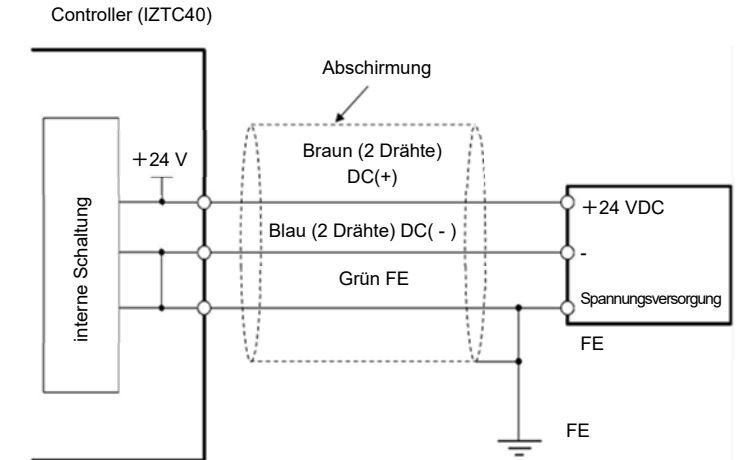 Controller (IZTC40)
Abschirmung
Braun (2 Drähte)
DC(+)
+24 V
+24 VDC
Blau (2 Drähte) DC( - )
-
interne Schaltung
Grün FE
Spannungsversorgung
FE
FE